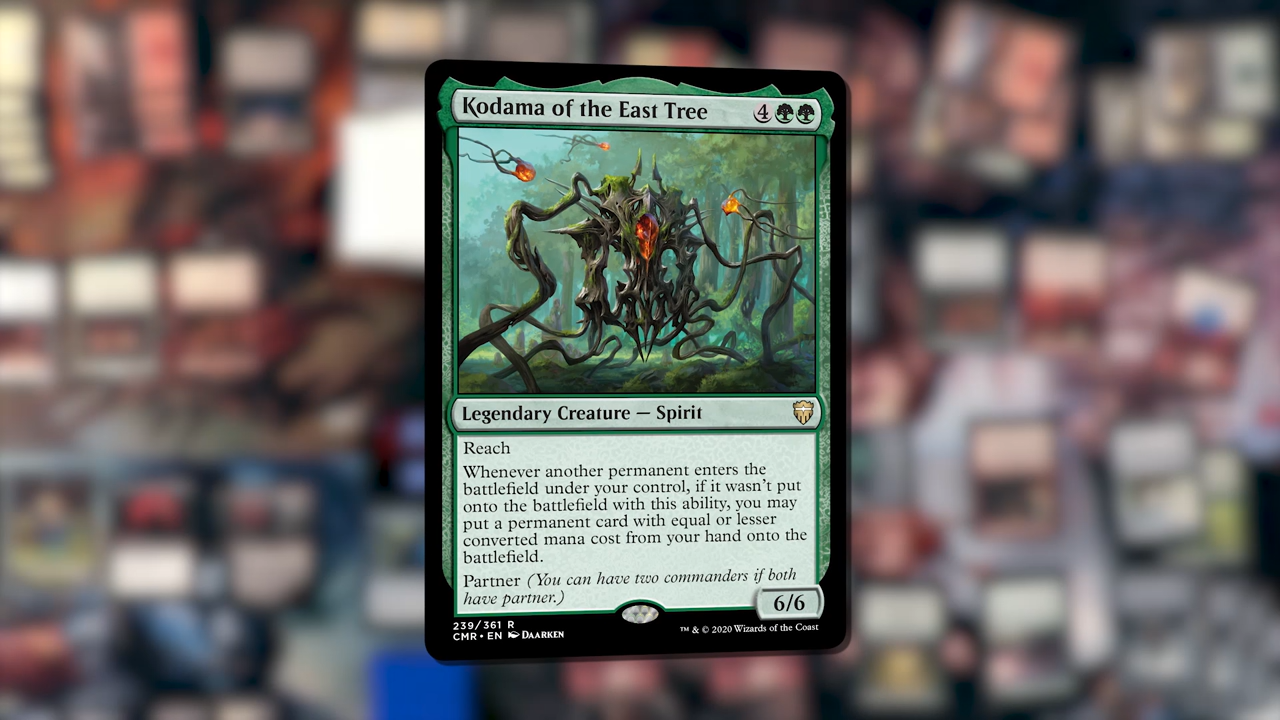 Kodama of the East Tree 4
Legendary Creature — Spirit
Reach
Whenever another permanent enters the
battlefield under your control, if it wasn't put
onto the battlefield with this ability, you may
put a permanent card with equal or lesser
converted mana cost from your hand onto the
battlefield.
Partner (You can have two commanders if both
have partner.)
6/6
239/361 R
CMR • EN DAARKEN
™ & © 2020 Wizards of the Coast